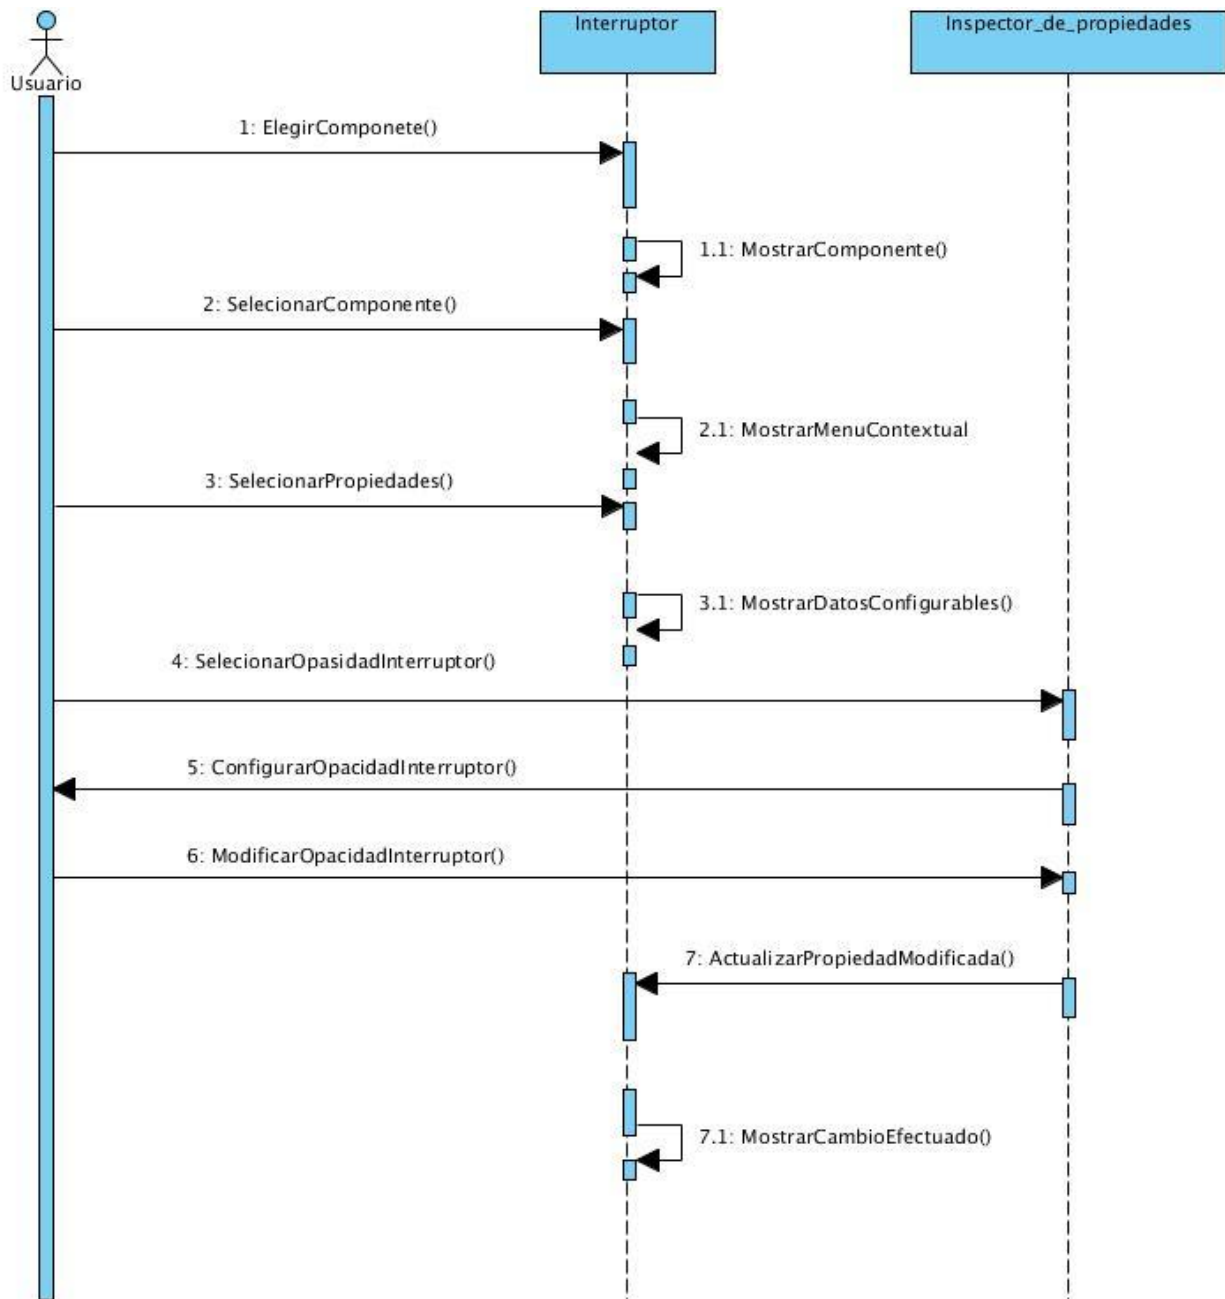 Usuario
Interruptor
Inspector_de_propiedades
1: ElegirComponete()
1.1: MostrarComponente()
2: SelecionarComponente()
2.1: MostrarMenuContextual
3: SelecionarPropiedades()
3.1: MostrarDatosConfigurables()
4: SelecionarOpasidadInterruptor()
5: ConfigurarOpacidadInterruptor()
6: ModificarOpacidadInterruptor()
7: ActualizarPropiedadModificada()
7.1: MostrarCambioEfectuado()